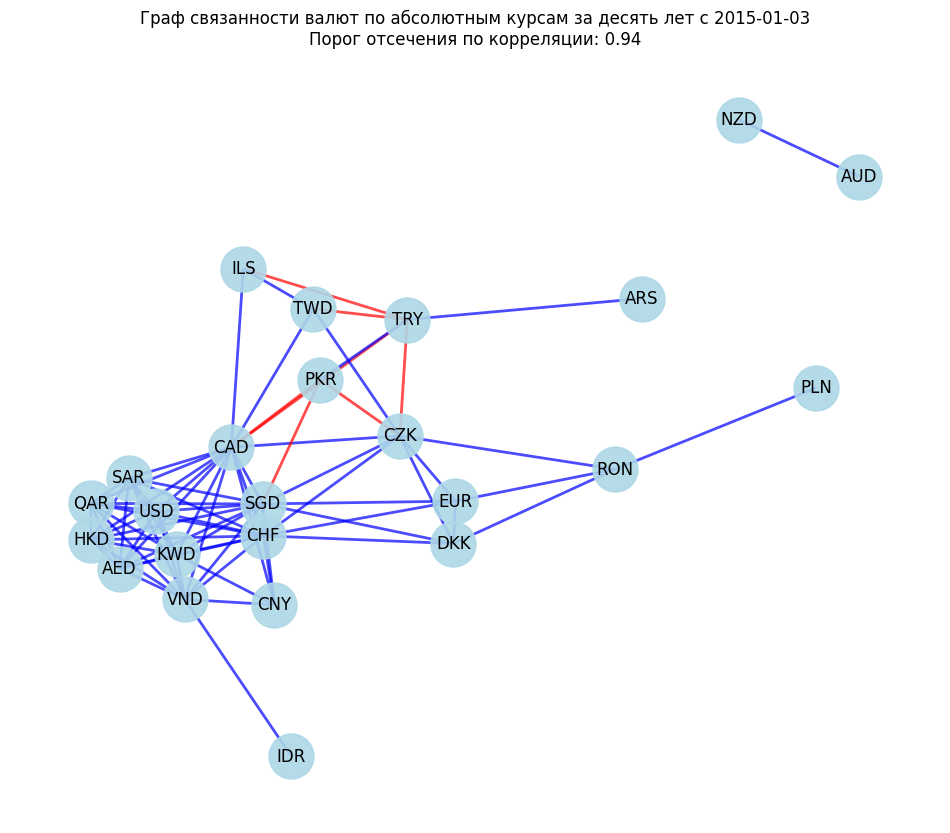 Граф связанности валют по абсолютным курсам за десять лет с 2015-01-03
Порог отсечения по корреляции: 0.94
NZD
AUD
ILS
TWD
TRY
ARS
PKR
PLN
CZK
CAD
RON
SAR
QAR
USD
SGD
EUR
HKD
CHF
DKK
KWD
AED
VND
CNY
IDR